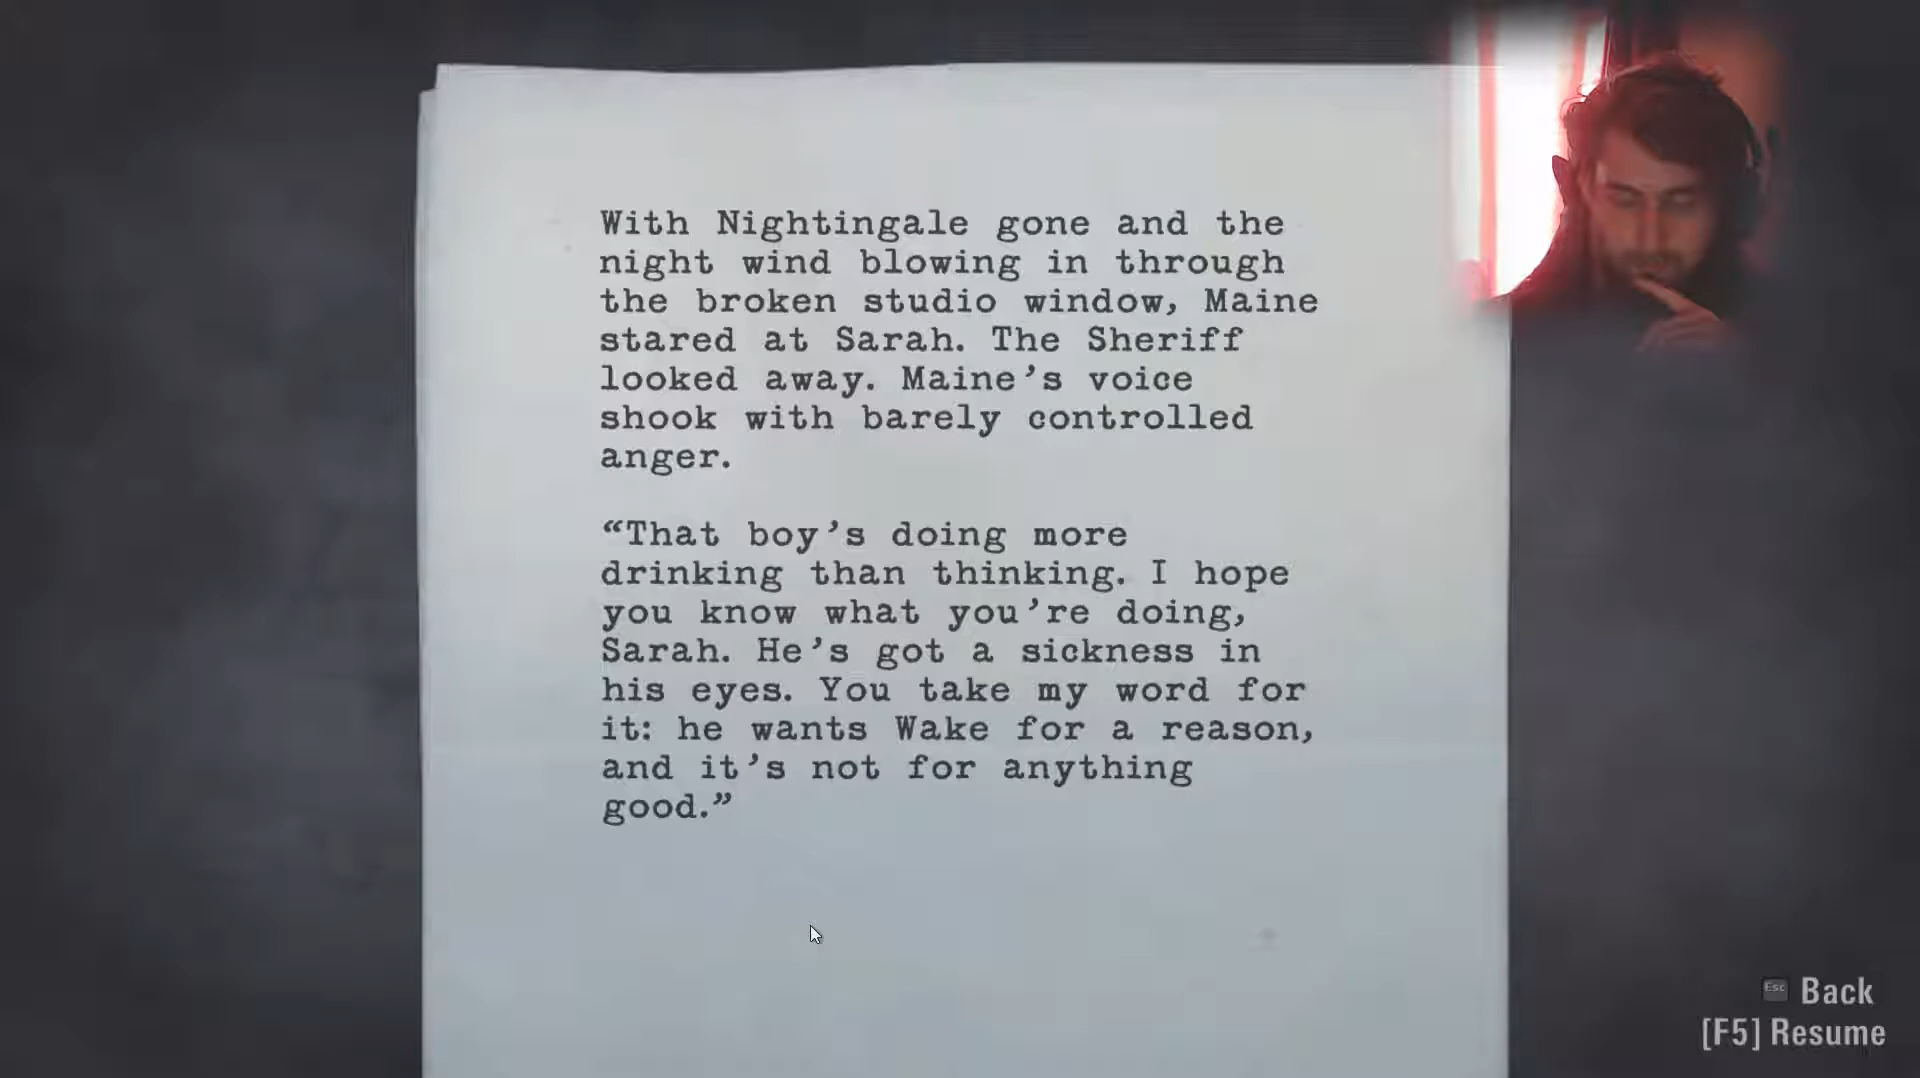 With Nightingale gone and the
night wind blowing in through
the broken studio window, Maine
stared at Sarah. The Sheriff
looked away. Maine’s voice
shook with barely controlled
anger.
“That boy’s doing more
drinking than thinking. I hope
you know what you’re doing,
Sarah. He’s got a sickness in
his eyes. You take my word for
it: he wants Wake for a reason,
and it’s not for anything
good.”
Esc Back
[F5] Resume